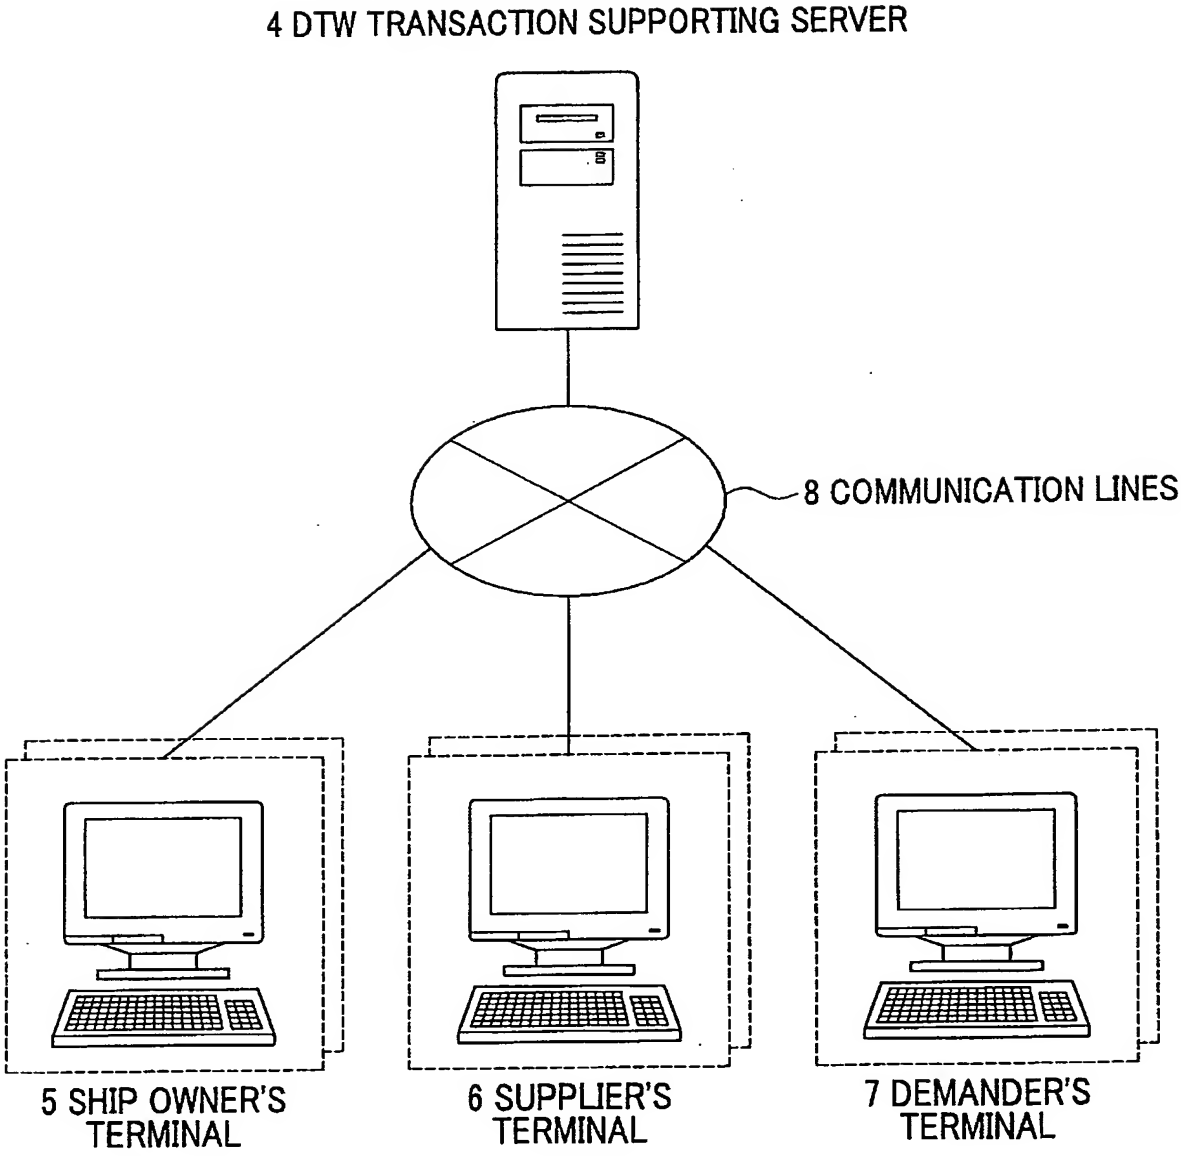 4 DTW TRANSACTION SUPPORTING SERVER
8 COMMUNICATION LINES
5 SHIP OWNER'S
TERMINAL
6 SUPPLIER'S
TERMINAL
7 DEMANDER'S
TERMINAL